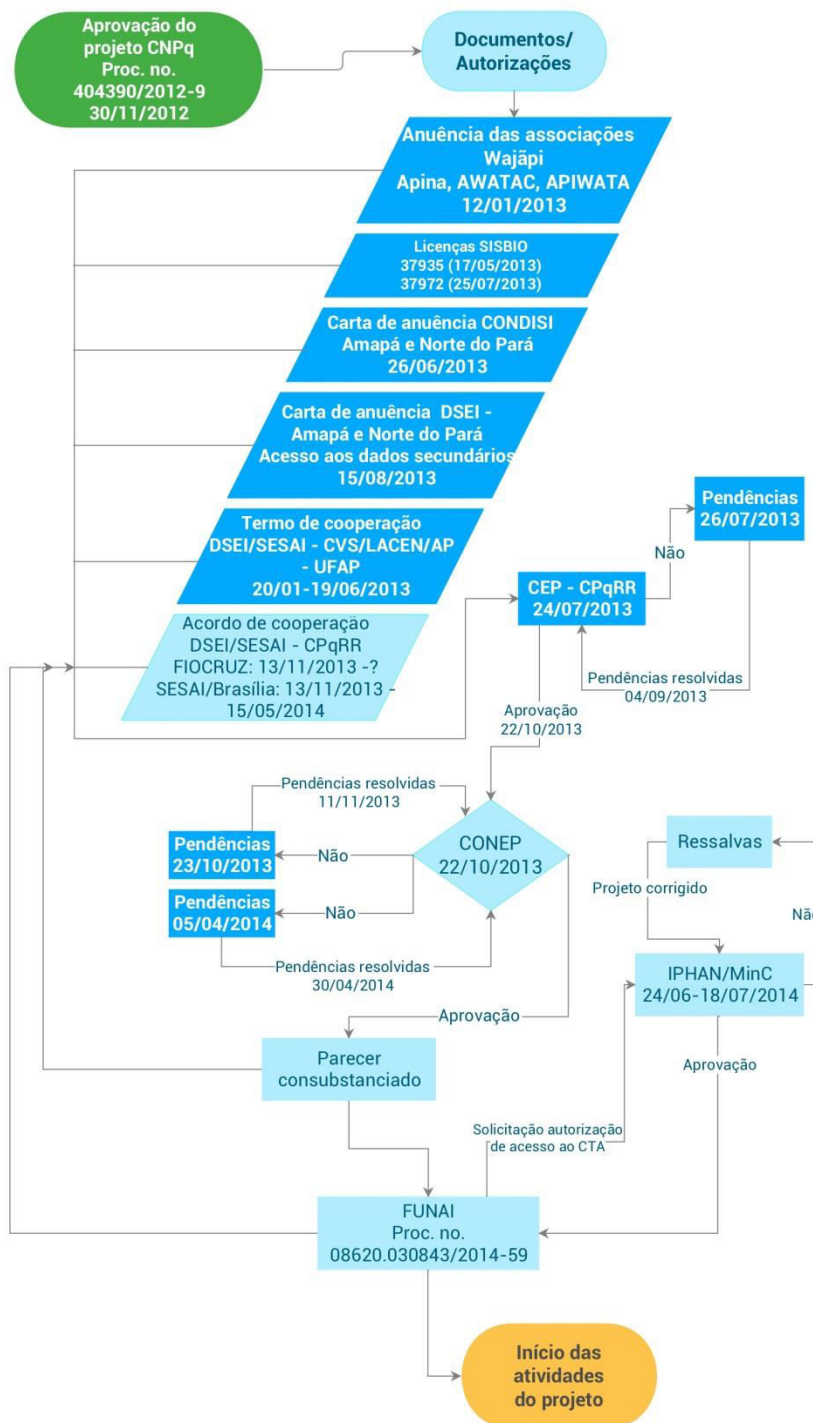 Aprovação do
projeto CNPq
Proc. no.
404390/2012-9
30/11/2012
Documentos/
Autorizações
Anuência das associações
Wajãpi
Apina, AWATAC, APIWATA
12/01/2013
Licenças SISBIO
37935 (17/05/2013)
37972 (25/07/2013)
Carta de anuência CONDISI
Amapá e Norte do Pará
26/06/2013
Carta de anuência DSEI -
Amapá e Norte do Pará
Acesso aos dados secundários
15/08/2013
Termo de cooperação
DSEI/SESAI - CVS/LACEN/AP
- UFAP
20/01-19/06/2013
Acordo de cooperação
DSEI/SESAI - CPqRR
FIOCRUZ: 13/11/2013 -?
SESAI/Brasília: 13/11/2013 -
15/05/2014
Pendências
26/07/2013
Não
CEP - CPqRR
24/07/2013
Pendências resolvidas
04/09/2013
Aprovação
22/10/2013
Pendências resolvidas
11/11/2013
CONEP
22/10/2013
Pendências
23/10/2013
Não
Pendências
05/04/2014
Não
Pendências resolvidas
30/04/2014
Ressalvas
Projeto corrigido
Nã
IPHAN/MinC
24/06-18/07/2014
Aprovação
Aprovação
Parecer
consubstanciado
Solicitação autorização
de acesso ao CTA
FUNAI
Proc. no.
08620.030843/2014-59
Início das
atividades
do projeto